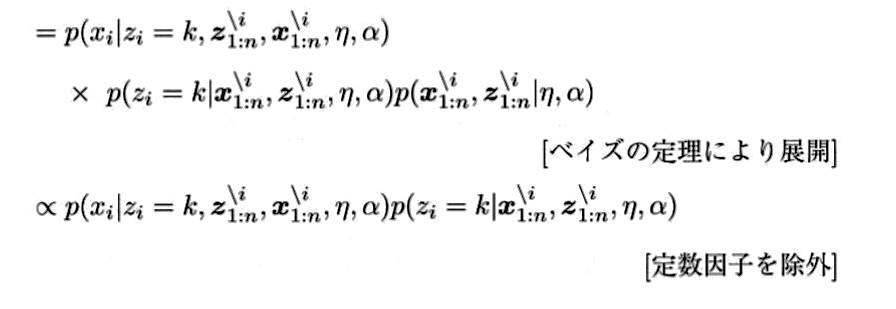 = p(x_i|z_i = k, z_{1:n}^{\i}, x_{1:n}^{\i}, η, α)
× p(z_i = k|x_{1:n}^{\i}, z_{1:n}^{\i}, η, α)p(x_{1:n}^{\i}, z_{1:n}^{\i}|η, α)
[ベイズの定理により展開]
∝ p(x_i|z_i = k, z_{1:n}^{\i}, x_{1:n}^{\i}, η, α)p(z_i = k|x_{1:n}^{\i}, z_{1:n}^{\i}, η, α)
[定数因子を除外]